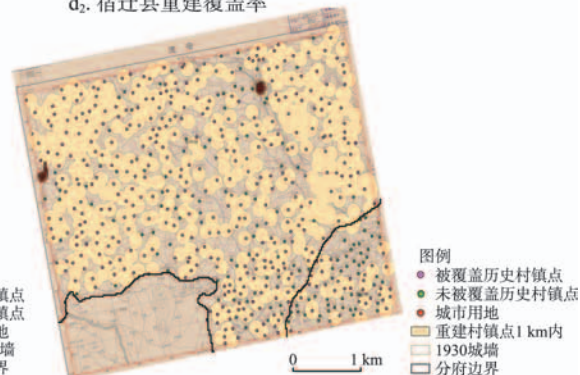 d₂. 宿迁县重建覆盖率
图例
被覆盖历史村镇点
未被覆盖历史村镇点
城市用地
重建村镇点1 km内
1930城墙
分府边界
镇点
镇点
地
墙
界
0 1 km